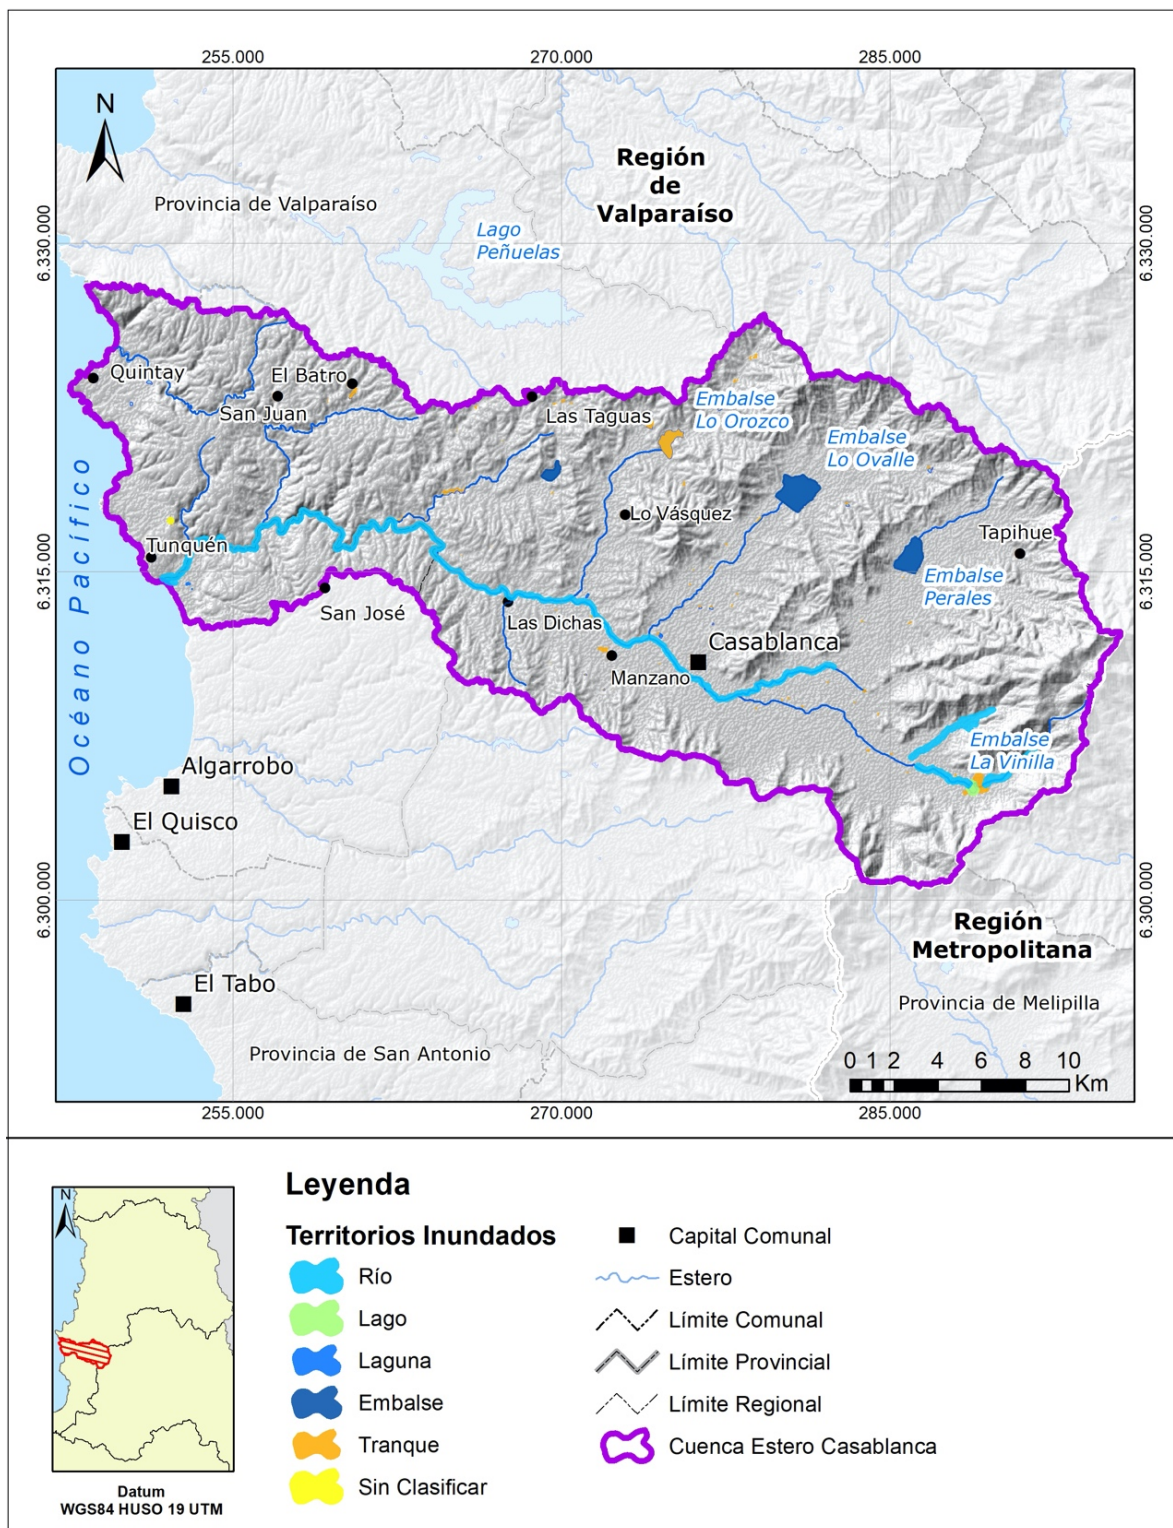 255.000
270.000
285.000
N
Región
de
Valparaíso
Provincia de Valparaíso
Lago
Peñuelas
6.330.000
6.330.000
Quintay
El Batro
San Juan
Las Taguas
Embalse
Lo Orozco
Embalse
Lo Ovalle
Lo Vásquez
Tapihue
Tunquén
6.315.000
6.315.000
Embalse
Perales
San José
Las Dichas
Casablanca
Manzano
Océano Pacífico
Embalse
La Vinilla
Algarrobo
El Quisco
6.300.000
6.300.000
Región
Metropolitana
El Tabo
Provincia de Melipilla
Provincia de San Antonio
0 1 2 4 6 8 10
Km
255.000
270.000
285.000
N
Datum
WGS84 HUSO 19 UTM
Leyenda
Territorios Inundados
Río
Lago
Laguna
Embalse
Tranque
Sin Clasificar
Capital Comunal
Estero
Límite Comunal
Límite Provincial
Límite Regional
Cuenca Estero Casablanca